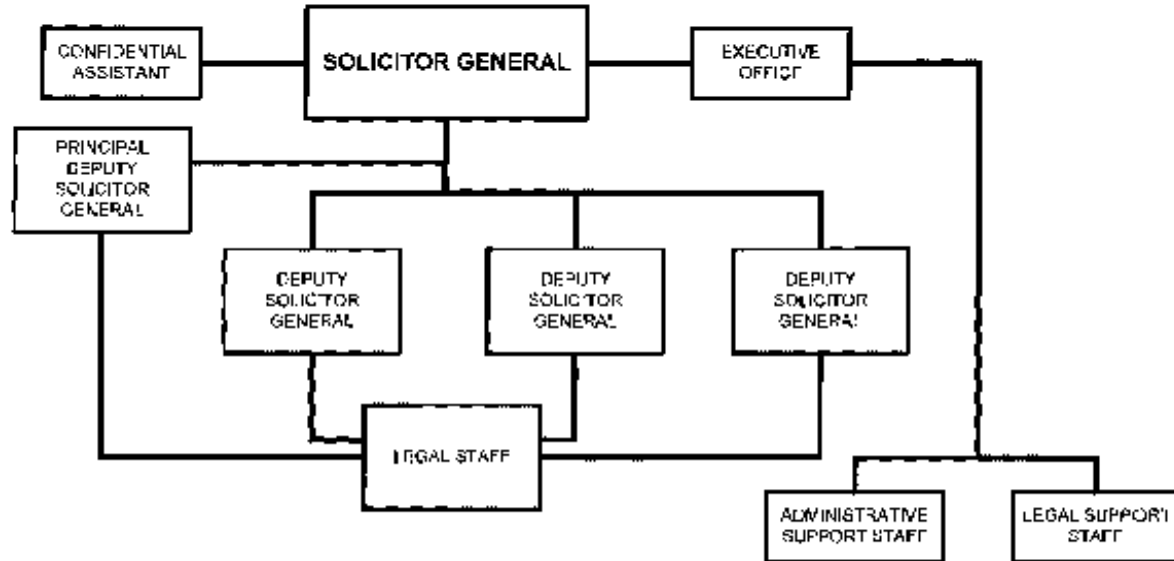 CONFIDENTIAL
ASSISTANT
SOLICITOR GENERAL
EXECUTIVE
OFFICE
PRINCIPAL
DEPUTY
SOLICITOR
GENERAL
DEPUTY
SOLICITOR
GENERAL
DEPUTY
SOLICITOR
GENERAL
DEPUTY
SOLICITOR
GENERAL
LEGAL STAFF
ADMINISTRATIVE
SUPPORT STAFF
LEGAL SUPPORT
STAFF